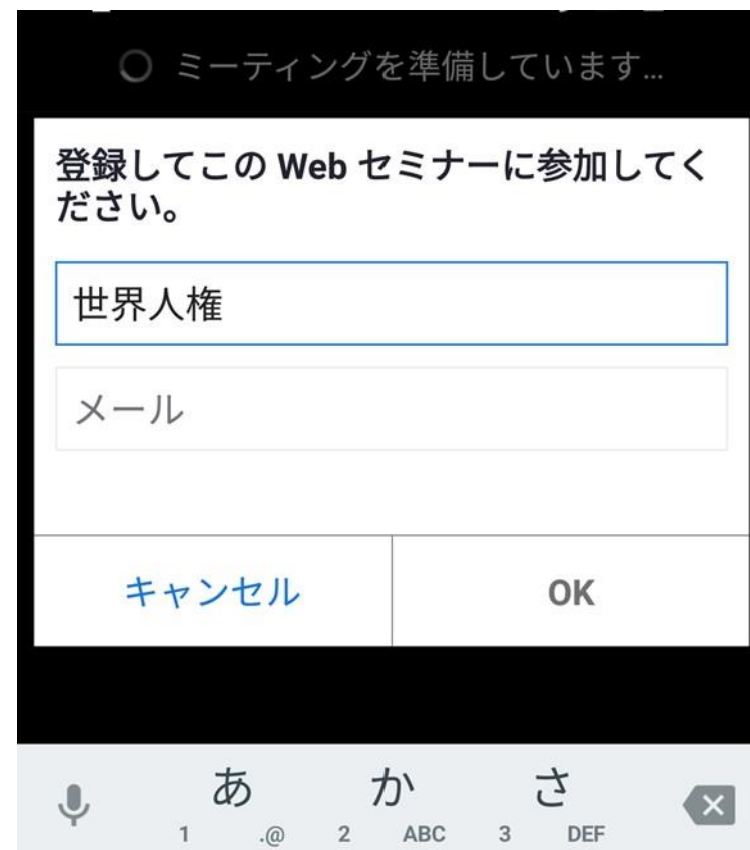 ミーティングを準備しています...
登録してこの Web セミナーに参加してく
ださい。
世界人権
メール
キャンセル
OK
あ
か
さ
1
.@
2
ABC
3
DEF